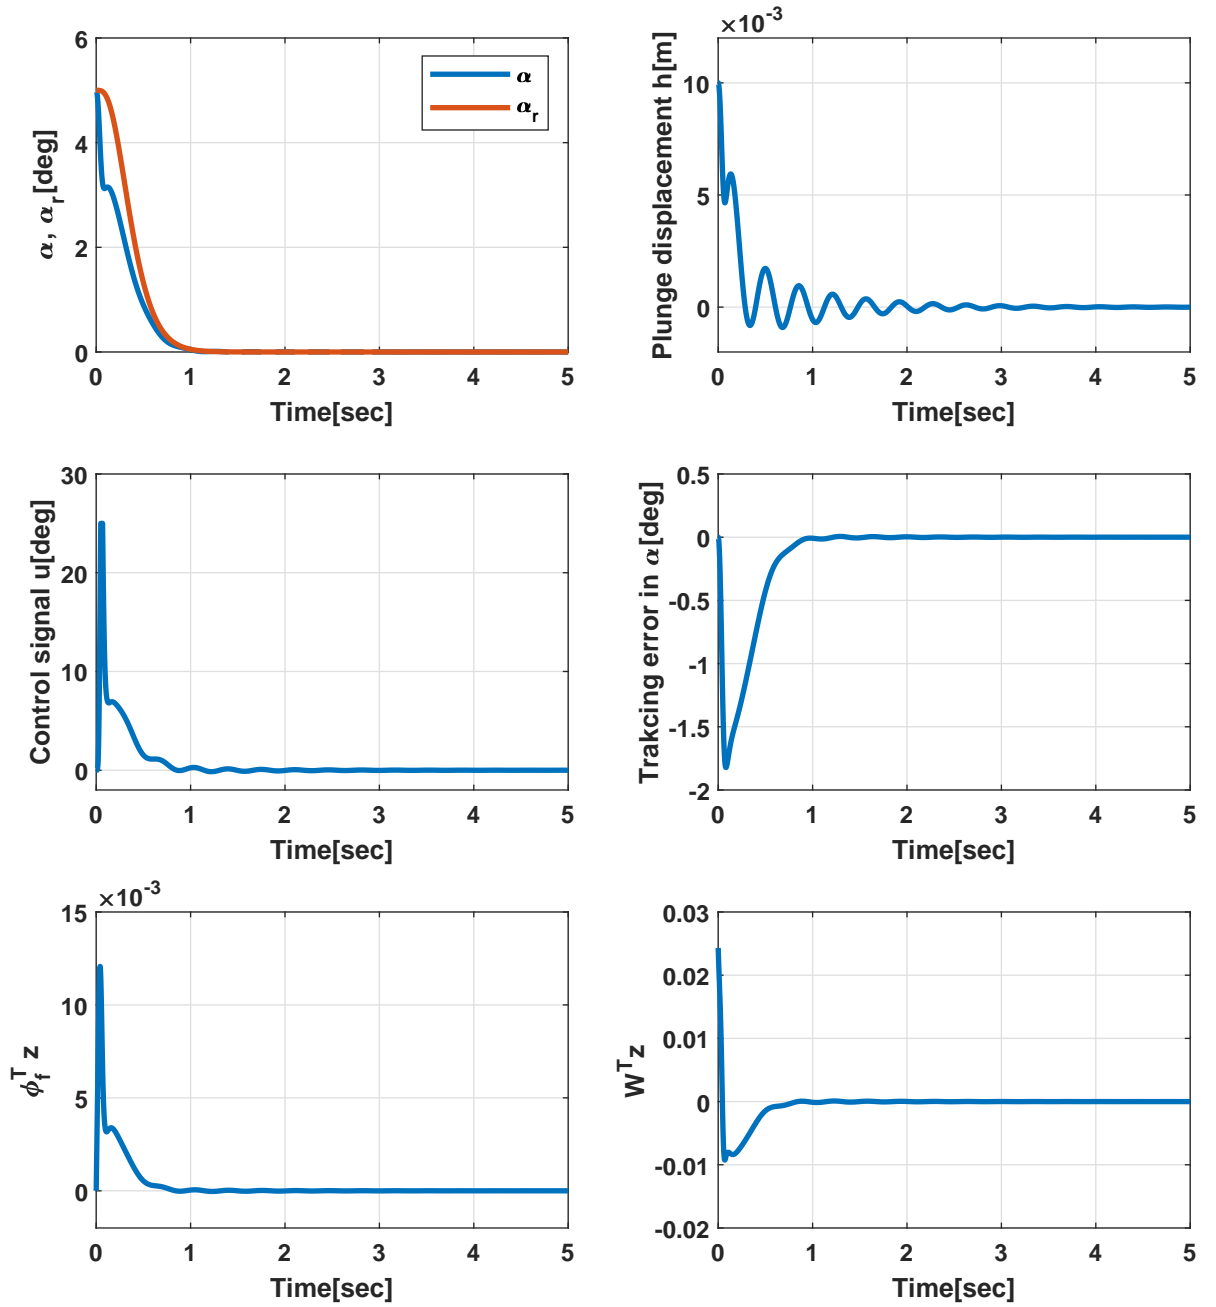 6
4
2
0
α, α_r[deg]
α
α_r
0 1 2 3 4 5
Time[sec]
×10^-3
10
5
0
Plunge displacement h[m]
0 1 2 3 4 5
Time[sec]
30
20
10
0
Control signal u[deg]
0 1 2 3 4 5
Time[sec]
0.5
0
-0.5
-1
-1.5
-2
Trakcing error in α[deg]
0 1 2 3 4 5
Time[sec]
×10^-3
15
10
5
0
ϕ_f^T z
0 1 2 3 4 5
Time[sec]
0.03
0.02
0.01
0
-0.01
-0.02
W^T z
0 1 2 3 4 5
Time[sec]